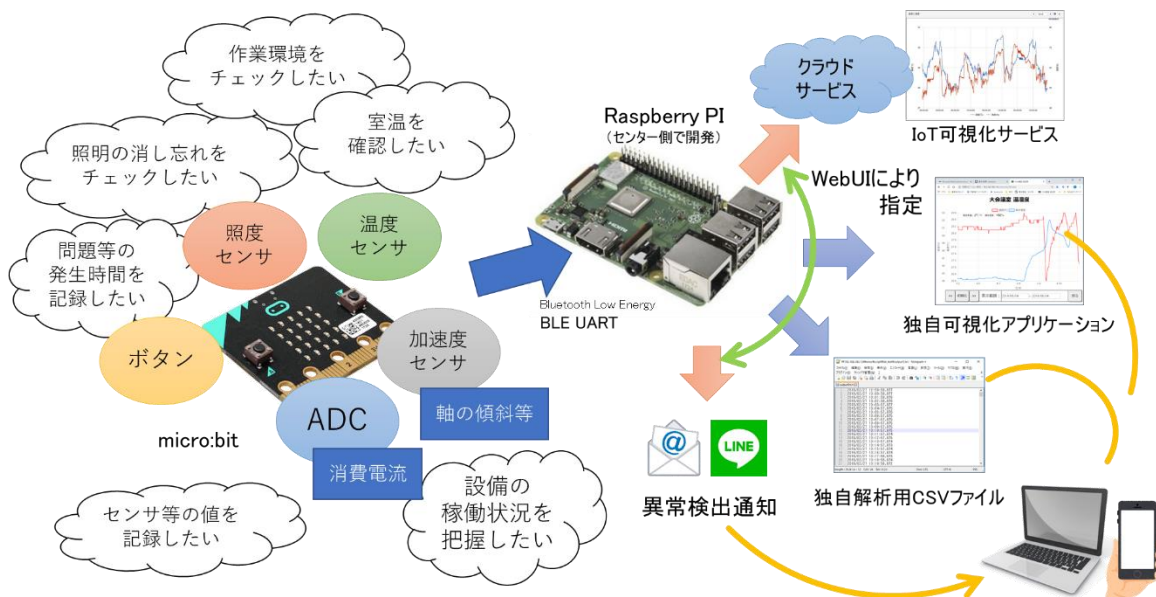 作業環境を
チェックしたい
室温を
確認したい
照明の消し忘れを
チェックしたい
照度
センサ
温度
センサ
問題等の
発生時間を
記録したい
ボタン
加速度
センサ
ADC
軸の傾斜等
消費電流
micro:bit
設備の
稼働状況を
把握したい
センサ等の値を
記録したい
Raspberry PI
(センター側で開発)
Bluetooth Low Energy
BLE UART
クラウド
サービス
IoT可視化サービス
WebUIにより
指定
大会議室 温湿度
独自可視化アプリケーション
独自解析用CSVファイル
LINE
異常検出通知